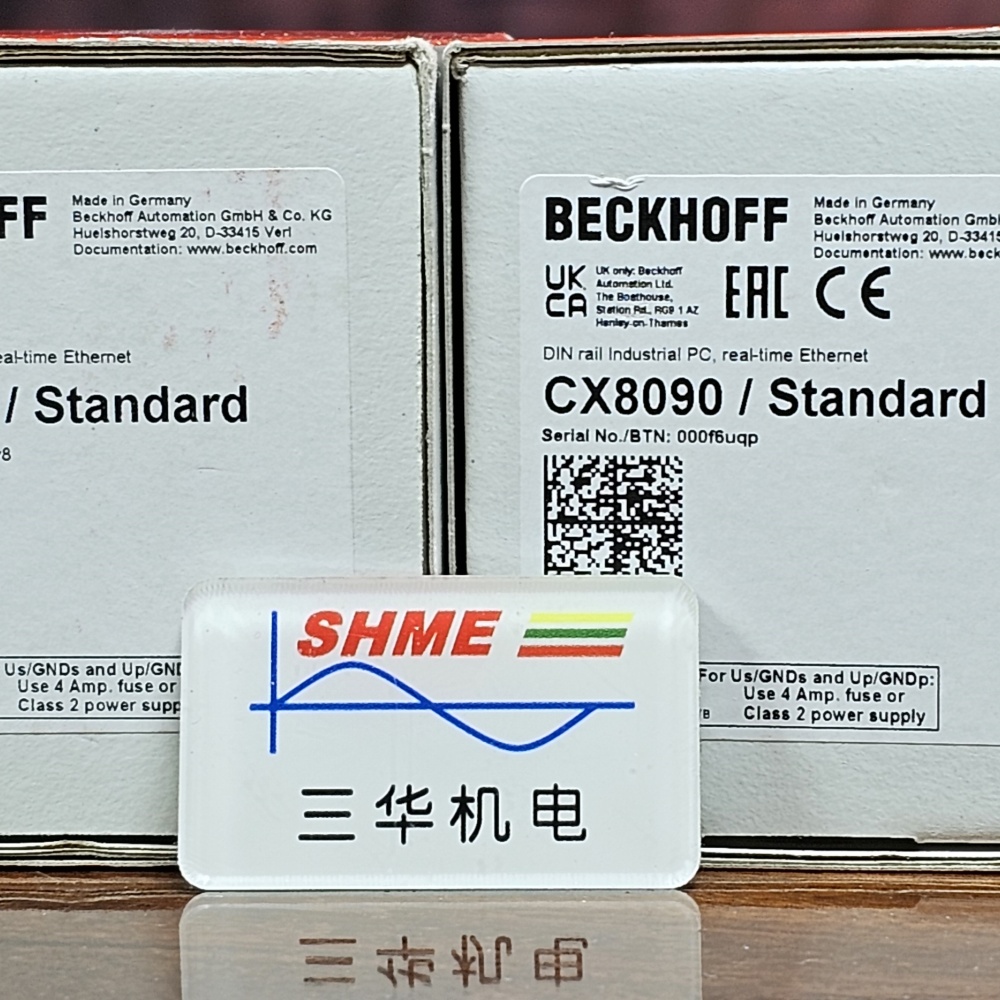 FF
Made in Germany
Beckhoff Automation GmbH & Co. KG
Huelshorstweg 20, D-33415 Verl
Documentation: www.beckhoff.com
eal-time Ethernet
/ Standard
8
Us/GNDs and Up/GND
Use 4 Amp. fuse or
Class 2 power supp
BECKHOFF
Made in Germany
Beckhoff Automation Gmb
Huelshorstweg 20, D-33415
Documentation: www.beck
UK
CA
UK only: Beckhoff
Automation Ltd.
The Boathouse,
Station Rd., RG9 1 AZ
Henley-on-Thames
EAC CE
DIN rail Industrial PC, real-time Ethernet
CX8090 / Standard
Serial No./BTN: 000f6uqp
For Us/GNDs and Up/GNDp:
Use 4 Amp. fuse or
Class 2 power supply
SHME
三华机电